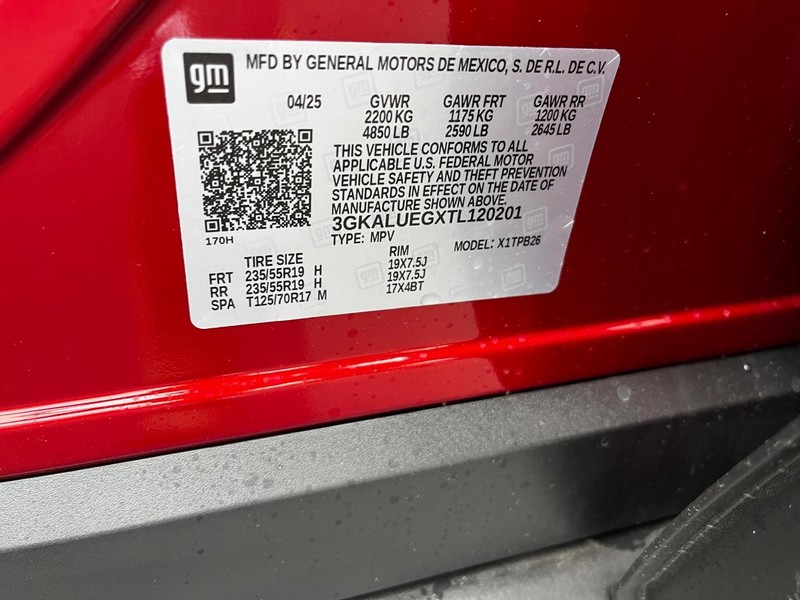 gm MFD BY GENERAL MOTORS DE MEXICO, S. DE R.L. DE C.V.
04/25 GVWR GAWR FRT GAWR RR
2200 KG 1175 KG 1200 KG
4850 LB 2590 LB 2645 LB
THIS VEHICLE CONFORMS TO ALL
APPLICABLE U.S. FEDERAL MOTOR
VEHICLE SAFETY AND THEFT PREVENTION
STANDARDS IN EFFECT ON THE DATE OF
MANUFACTURE SHOWN ABOVE.
3GKALUEGXTL120201
170H TYPE: MPV MODEL: X1TPB26
TIRE SIZE RIM
FRT 235/55R19 H 19X7.5J
RR 235/55R19 H 19X7.5J
SPA T125/70R17 M 17X4BT